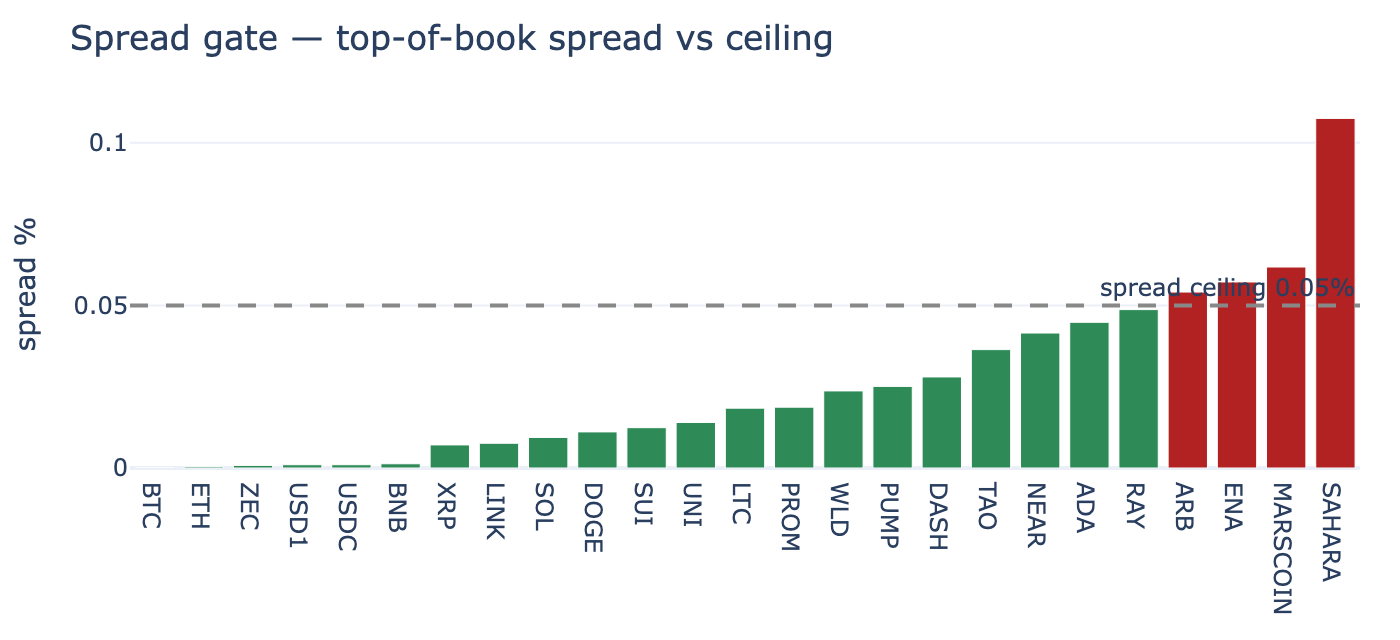 Spread gate — top-of-book spread vs ceiling
spread %
0.1
0.05
0
spread ceiling 0.05%
BTC
ETH
ZEC
USD1
USDC
BNB
XRP
LINK
SOL
DOGE
SUI
UNI
LTC
PROM
WLD
PUMP
DASH
TAO
NEAR
ADA
RAY
ARB
ENA
MARSCOIN
SAHARA